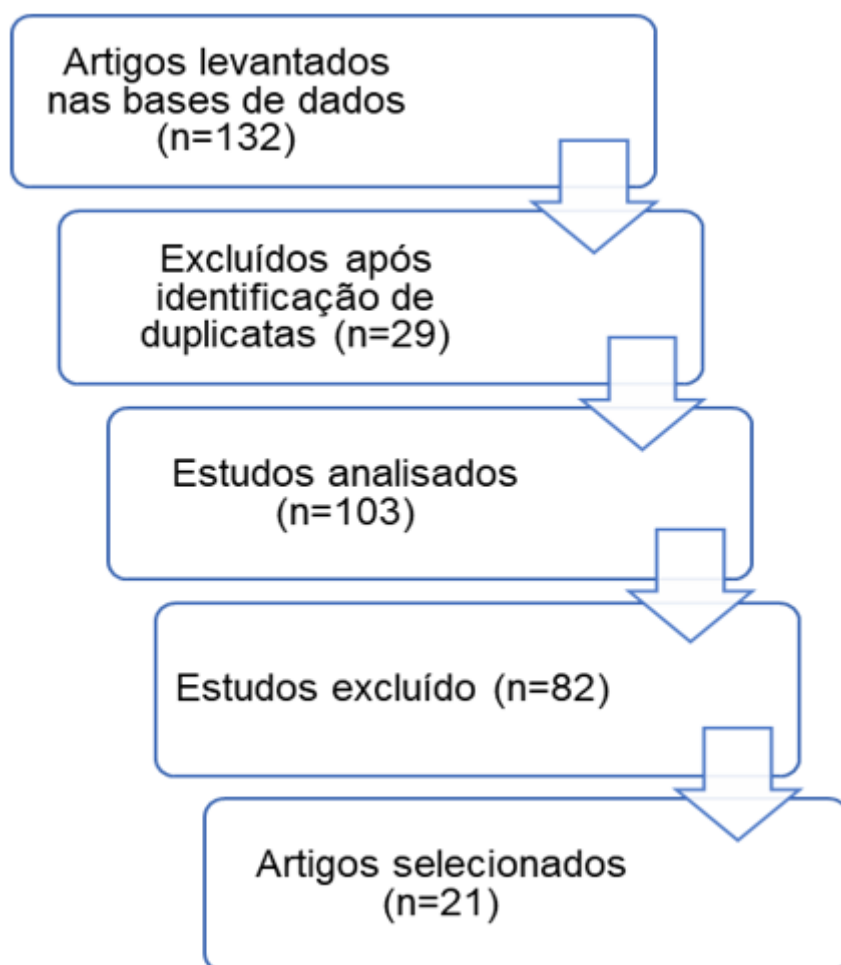 Artigos levantados
nas bases de dados
(n=132)
Excluídos após
identificação de
duplicatas (n=29)
Estudos analisados
(n=103)
Estudos excluído (n=82)
Artigos selecionados
(n=21)